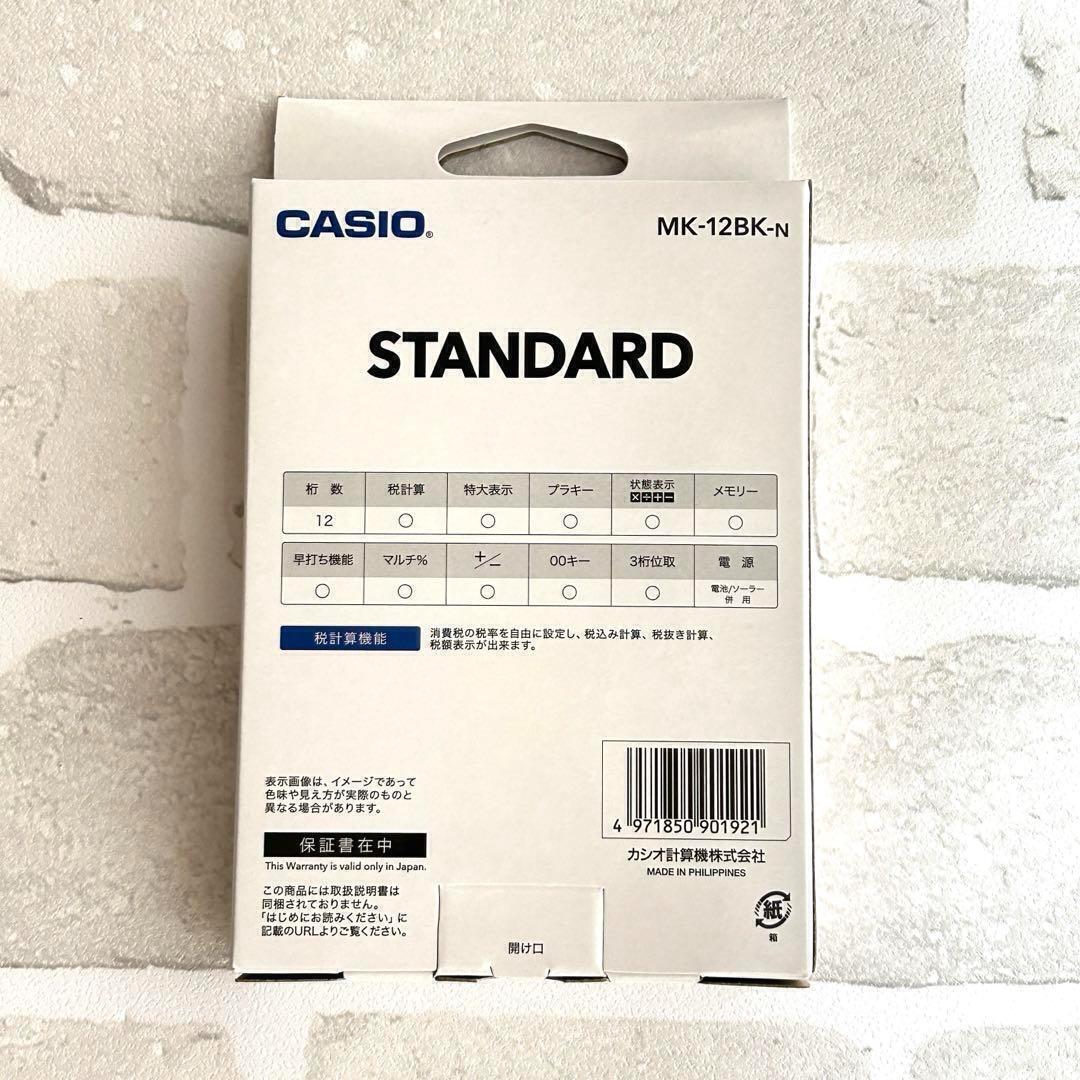 CASIO®
MK-12BK-N
STANDARD
桁 数 税計算 特大表示 プラキー 状態表示 メモリー
×÷+−
12 ○ ○ ○ ○ ○
早打ち機能 マルチ% +/− 00キー 3桁位取 電 源
○ ○ ○ ○ ○ 電池/ソーラー
併 用
税計算機能
消費税の税率を自由に設定し、税込み計算、税抜き計算、
税額表示が出来ます。
表示画像は、イメージであって
色味や見え方が実際のものと
異なる場合があります。
保証書在中
This Warranty is valid only in Japan.
この商品には取扱説明書は
同梱されておりません。
「はじめにお読みください」に
記載のURLよりご覧ください。
開け口
4 971850 901921
カシオ計算機株式会社
MADE IN PHILIPPINES
紙
箱